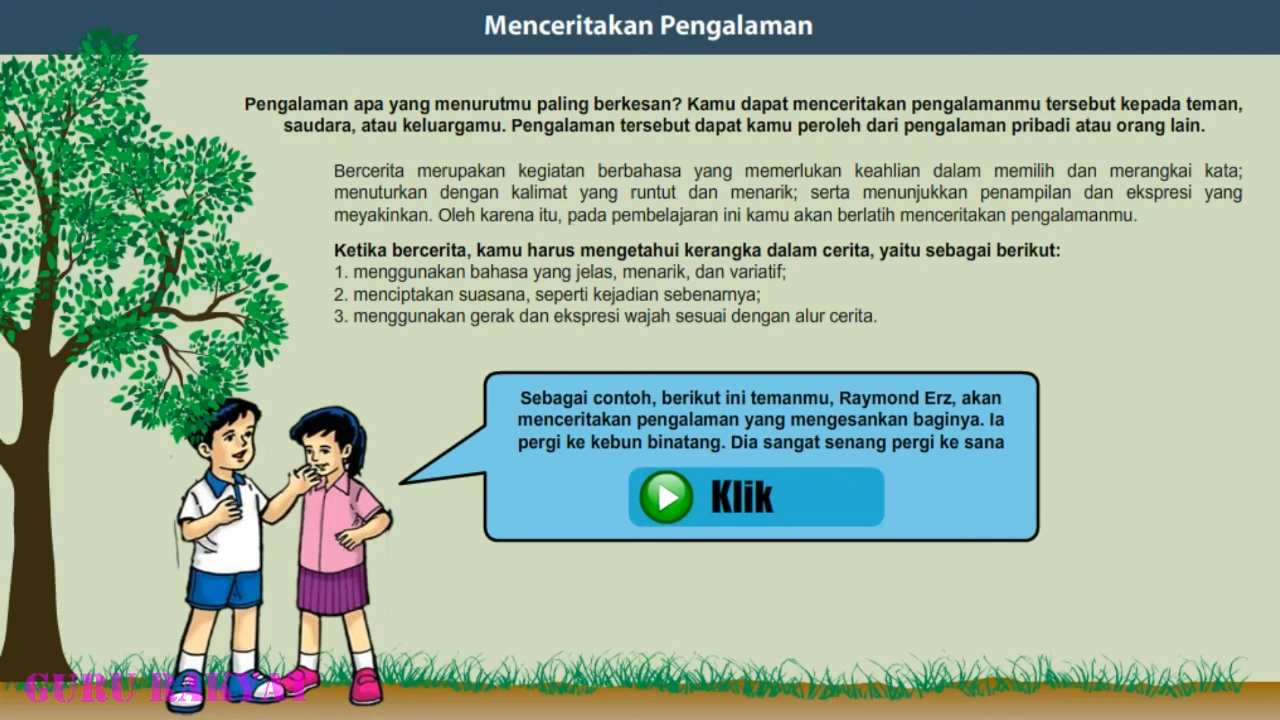 Menceritakan Pengalaman
Pengalaman apa yang menurutmu paling berkesan? Kamu dapat menceritakan pengalamanmu tersebut kepada teman,
saudara, atau keluargamu. Pengalaman tersebut dapat kamu peroleh dari pengalaman pribadi atau orang lain.
Bercerita merupakan kegiatan berbahasa yang memerlukan keahlian dalam memilih dan merangkai kata;
menuturkan dengan kalimat yang runtut dan menarik; serta menunjukkan penampilan dan ekspresi yang
meyakinkan. Oleh karena itu, pada pembelajaran ini kamu akan berlatih menceritakan pengalamanmu.
Ketika bercerita, kamu harus mengetahui kerangka dalam cerita, yaitu sebagai berikut:
1. menggunakan bahasa yang jelas, menarik, dan variatif;
2. menciptakan suasana, seperti kejadian sebenarnya;
3. menggunakan gerak dan ekspresi wajah sesuai dengan alur cerita.
Sebagai contoh, berikut ini temanmu, Raymond Erz, akan
menceritakan pengalaman yang mengesankan baginya. Ia
pergi ke kebun binatang. Dia sangat senang pergi ke sana
Klik
GURU RAKYAT